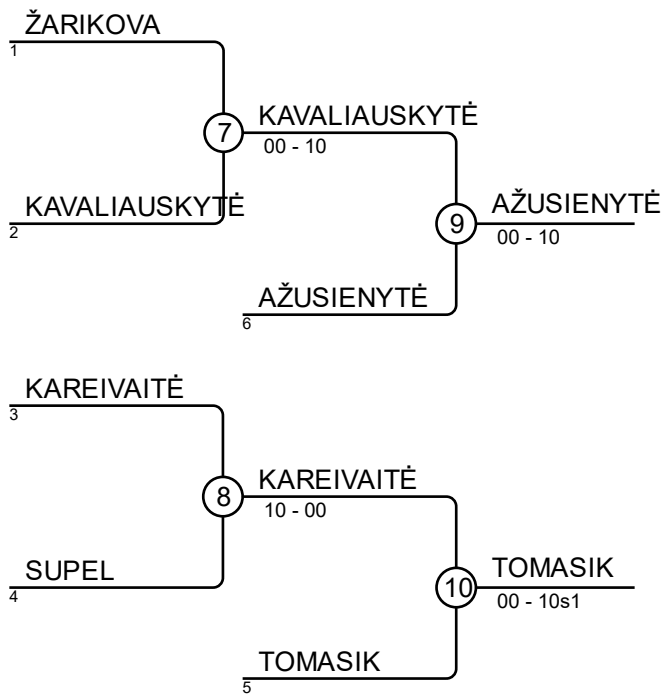 ŽARIKOVA
1
7
KAVALIAUSKYTĖ
00 - 10
KAVALIAUSKYTĖ
2
9
AŽUSIENYTĖ
00 - 10
AŽUSIENYTĖ
6
KAREIVAITĖ
3
8
KAREIVAITĖ
10 - 00
SUPEL
4
10
TOMASIK
00 - 10s1
TOMASIK
5